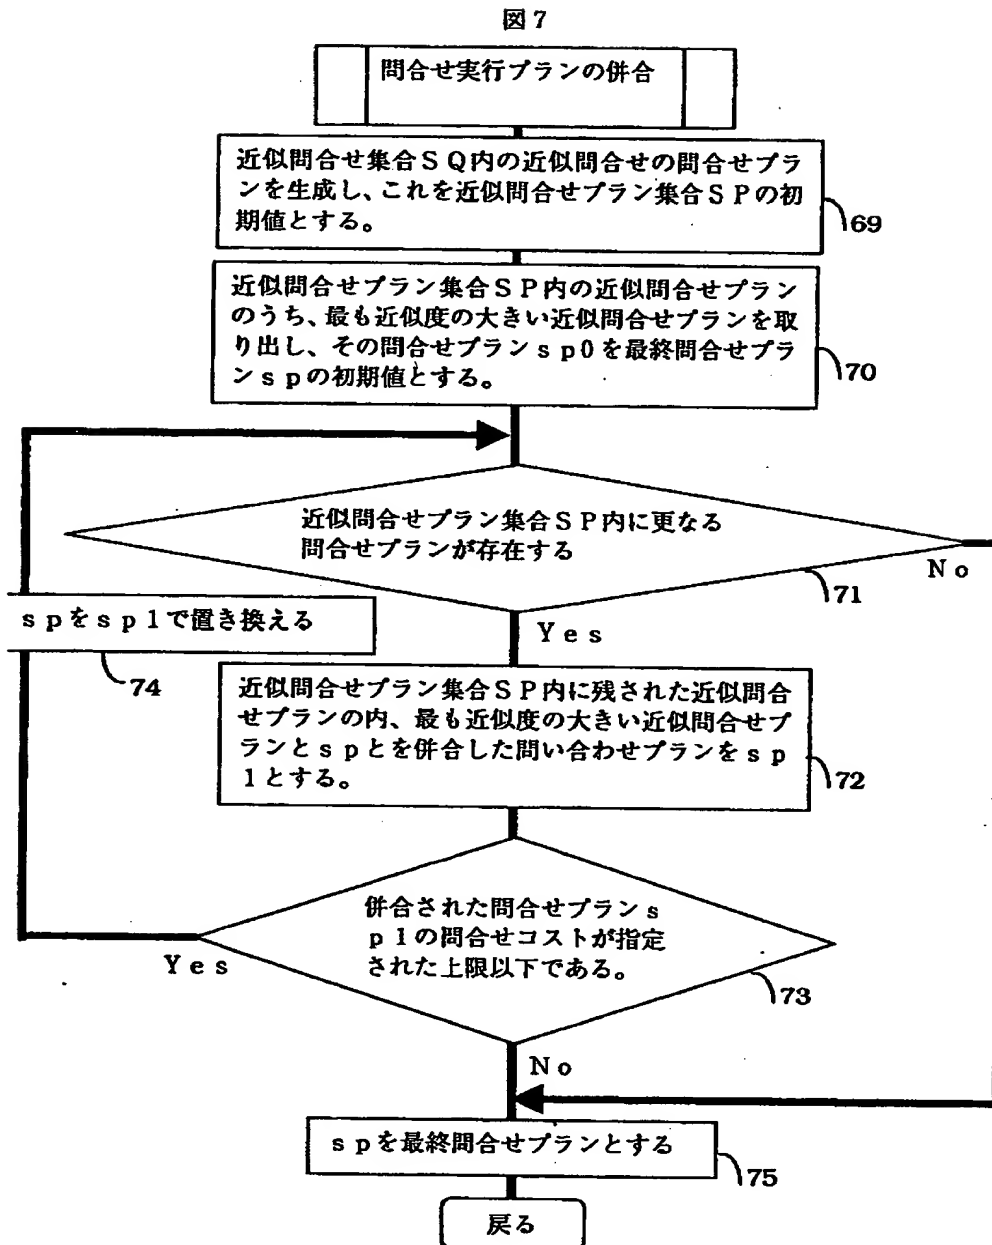 図7
問合せ実行プランの併合
近似問合せ集合SQ内の近似問合せの問合せプラ
ンを生成し、これを近似問合せプラン集合SPの初
期値とする。
69
近似問合せプラン集合SP内の近似問合せプラン
のうち、最も近似度の大きい近似問合せプランを取
り出し、その問合せプランsp0を最終問合せプラ
ンspの初期値とする。
70
近似問合せプラン集合SP内に更なる
問合せプランが存在する
71
No
Yes
spをsp1で置き換える
74
近似問合せプラン集合SP内に残された近似問合
せプランの内、最も近似度の大きい近似問合せプ
ランとspとを併合した問い合わせプランをsp
1とする。
72
併合された問合せプランs
p1の問合せコストが指定
された上限以下である。
73
Yes
No
spを最終問合せプランとする
75
戻る